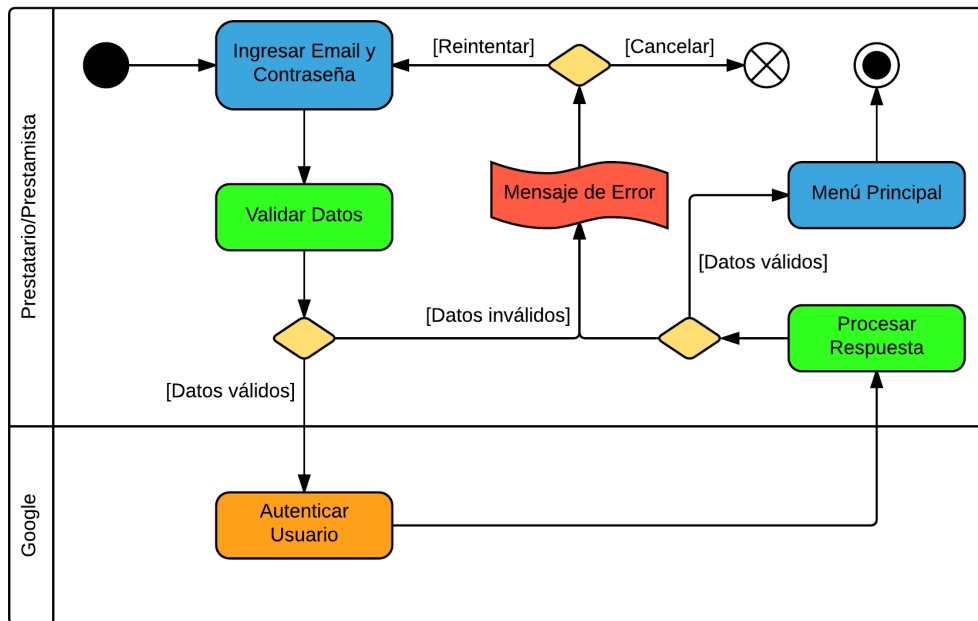 Prestatario/Prestamista
Ingresar Email y
Contraseña
[Reintentar]
[Cancelar]
Validar Datos
Mensaje de Error
Menú Principal
[Datos válidos]
[Datos inválidos]
Procesar
Respuesta
[Datos válidos]
Google
Autenticar
Usuario